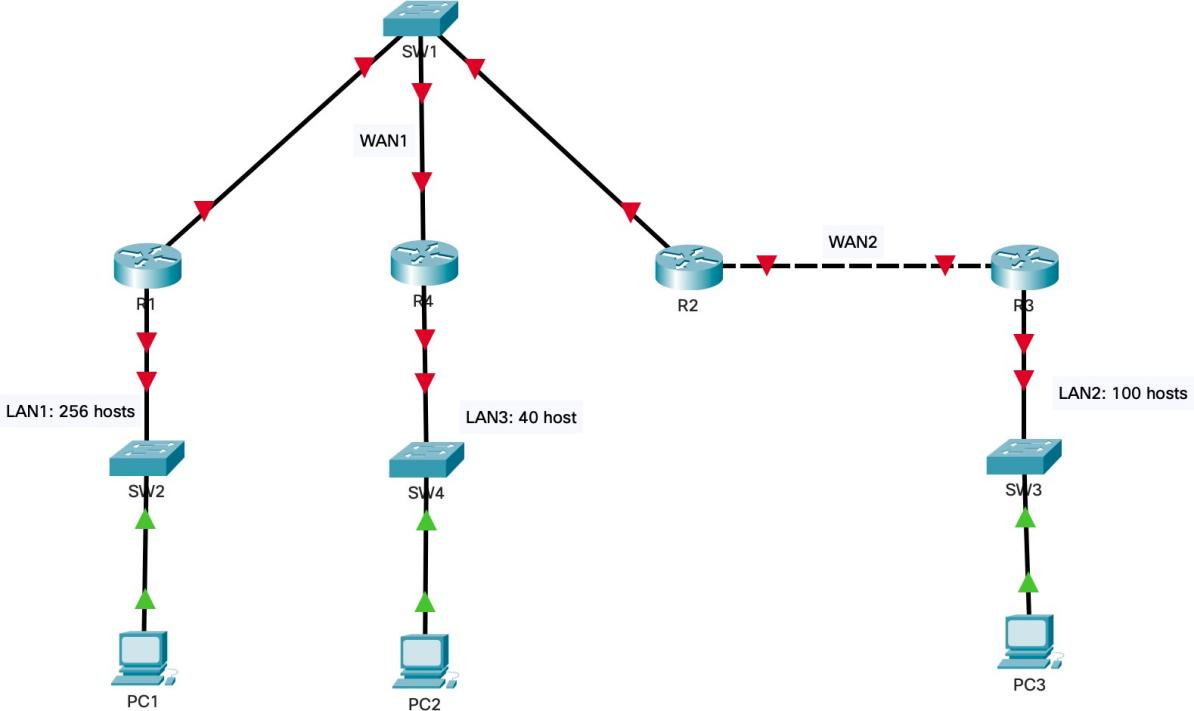 SW1
WAN1
WAN2
R1
R4
R2
R3
LAN1: 256 hosts
LAN3: 40 host
LAN2: 100 hosts
SW2
SW4
SW3
PC1
PC2
PC3